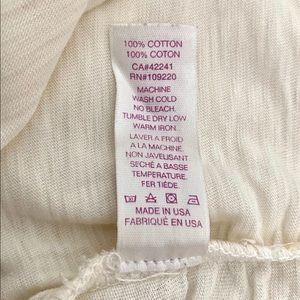 100% COTTON
100% COTON
CA#42241
RN#109220
MACHINE
WASH COLD
NO BLEACH.
TUMBLE DRY LOW
WARM IRON.
LAVER A FROID
A LA MACHINE.
NON JAVELISANT
SECHÉ A BASSE
TEMPERATURE.
FER TIÉDE.
MADE IN USA
FABRIQUÉ EN USA